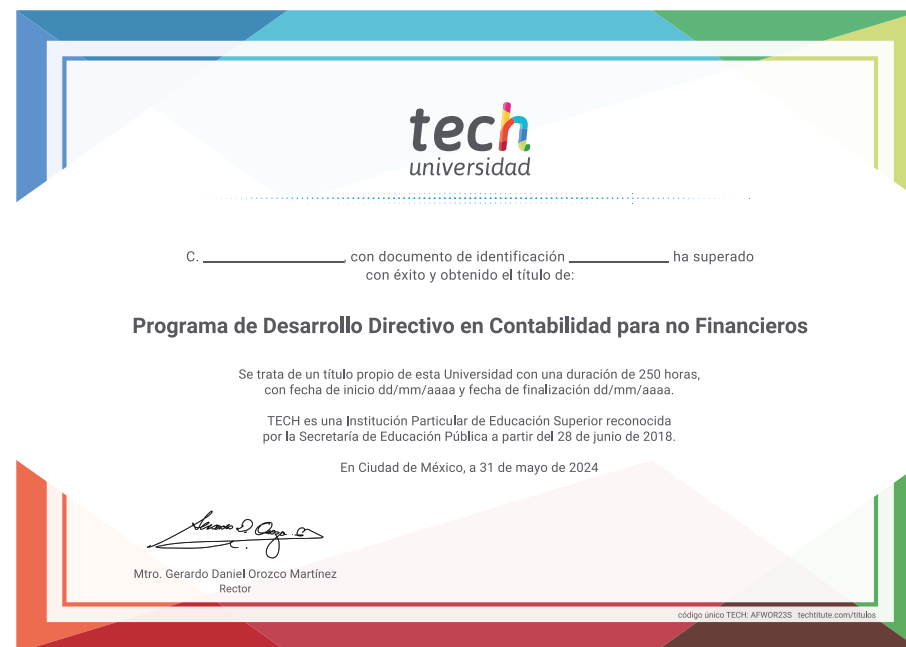 tech
universidad
C. ____________________, con documento de identificación ______________ ha superado
con éxito y obtenido el título de:
Programa de Desarrollo Directivo en Contabilidad para no Financieros
Se trata de un título propio de esta Universidad con una duración de 250 horas,
con fecha de inicio dd/mm/aaaa y fecha de finalización dd/mm/aaaa.
TECH es una Institución Particular de Educación Superior reconocida
por la Secretaría de Educación Pública a partir del 28 de junio de 2018.
En Ciudad de México, a 31 de mayo de 2024
Mtro. Gerardo Daniel Orozco Martínez
Rector
código único TECH: AFWOR23S techtitute.com/titulos